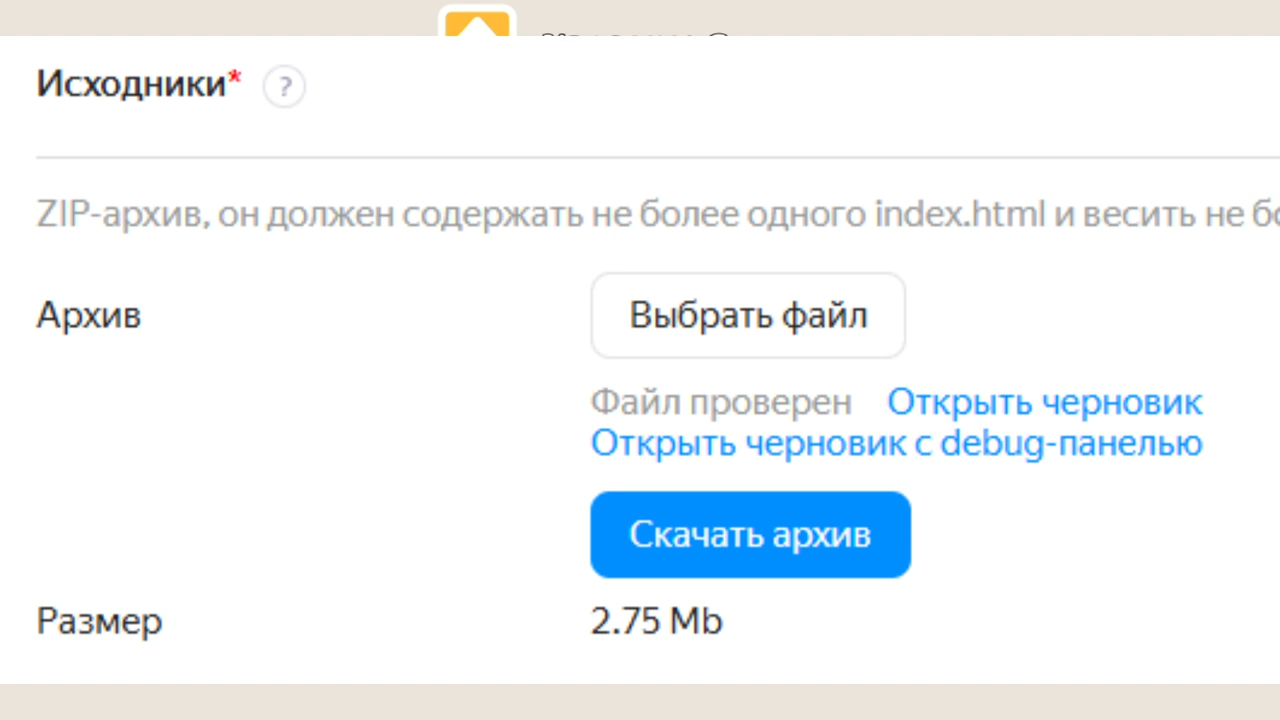 Исходники* ?
ZIP-архив, он должен содержать не более одного index.html и весить не
Архив
Выбрать файл
Файл проверен Открыть черновик
Открыть черновик с debug-панелью
Скачать архив
Размер
2.75 Mb